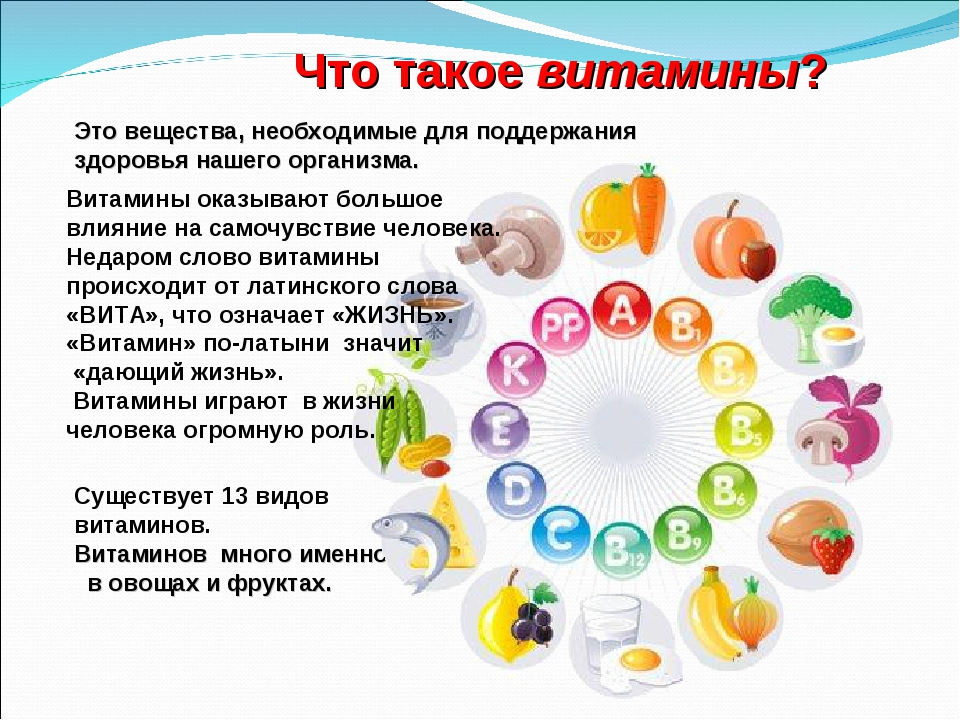 Что такое витамины?
Это вещества, необходимые для поддержания
здоровья нашего организма.
Витамины оказывают большое
влияние на самочувствие человека.
Недаром слово витамины
происходит от латинского слова
«ВИТА», что означает «ЖИЗНЬ».
«Витамин» по-латыни значит
«дающий жизнь».
Витамины играют в жизни
человека огромную роль.
Существует 13 видов
витаминов.
Витаминов много именно
в овощах и фруктах.
A
B1
B2
B5
B6
B9
B12
C
D
E
K
PP